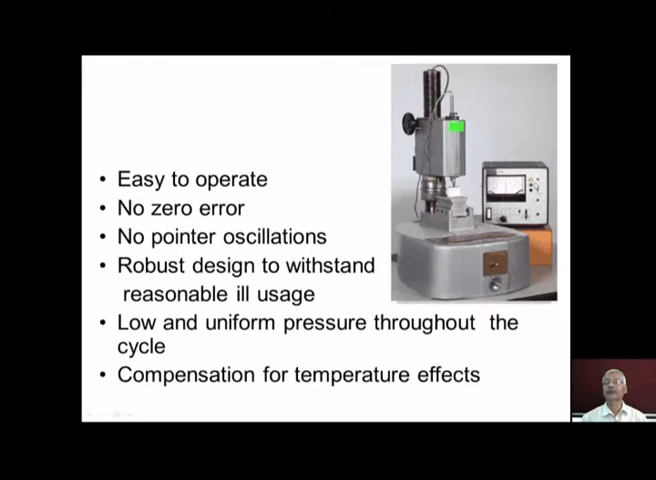 • Easy to operate
• No zero error
• No pointer oscillations
• Robust design to withstand
reasonable ill usage
• Low and uniform pressure throughout the
cycle
• Compensation for temperature effects